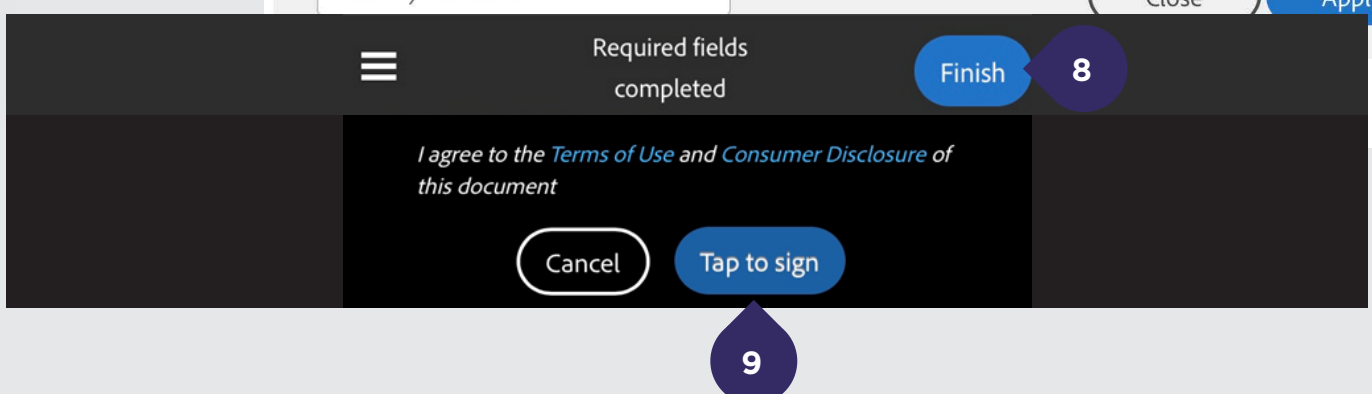 Close
Required fields
completed
Finish
8
I agree to the Terms of Use and Consumer Disclosure of
this document
Cancel
Tap to sign
9